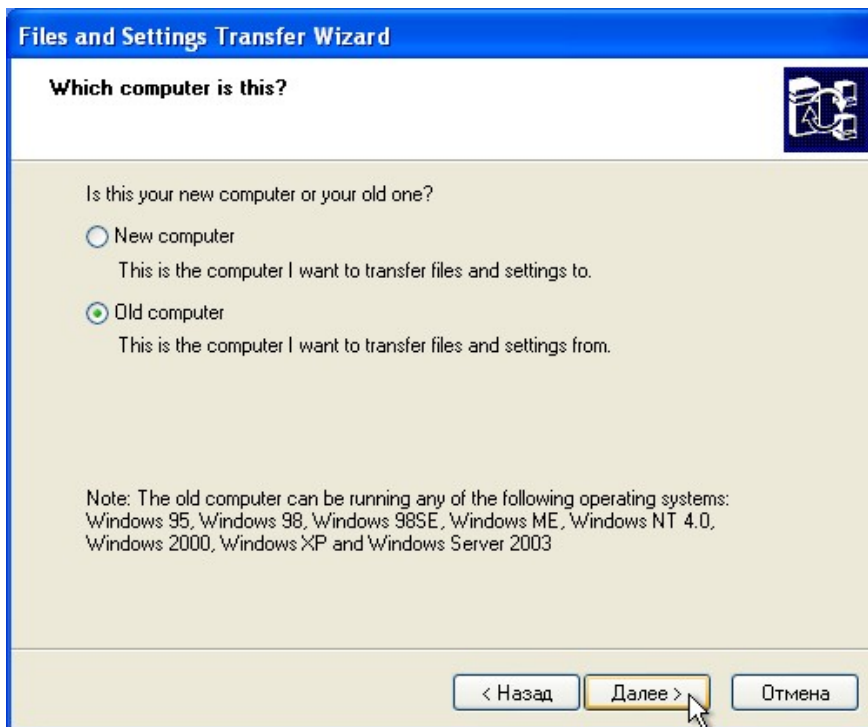 Files and Settings Transfer Wizard
Which computer is this?
Is this your new computer or your old one?
New computer
This is the computer I want to transfer files and settings to.
Old computer
This is the computer I want to transfer files and settings from.
Note: The old computer can be running any of the following operating systems:
Windows 95, Windows 98, Windows 98SE, Windows ME, Windows NT 4.0,
Windows 2000, Windows XP and Windows Server 2003
< Назад
Далее >
Отмена